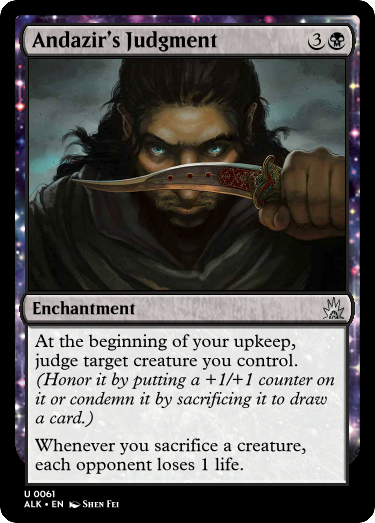 Andazir's Judgment 3
Enchantment
At the beginning of your upkeep,
judge target creature you control.
(Honor it by putting a +1/+1 counter on
it or condemn it by sacrificing it to draw
a card.)
Whenever you sacrifice a creature,
each opponent loses 1 life.
U 0061
ALK • EN Shen Fei